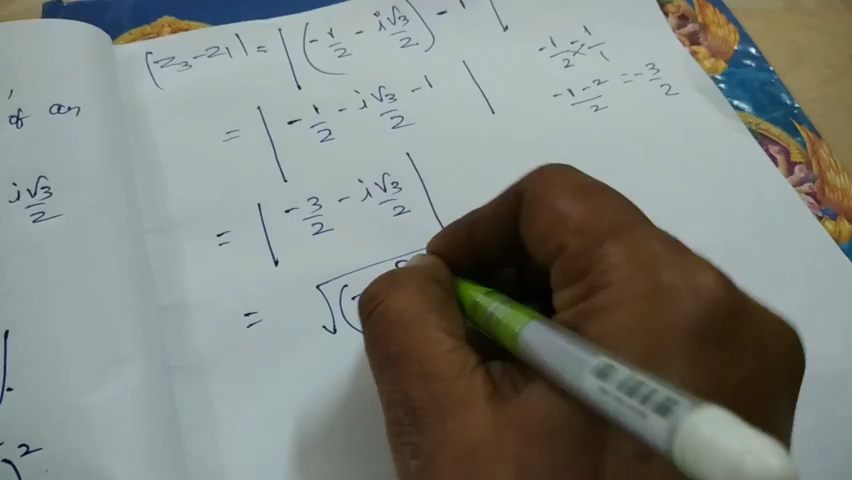 |z₃-z₁| = |(-1/2 - i√3/2) - 1|
-1/2 × -1/1
= |-1/2 - i√3/2 - 1|
-1-2/2 = -3/2
of an
i√3/2
= |-3/2 - i√3/2|
= √(-
)²